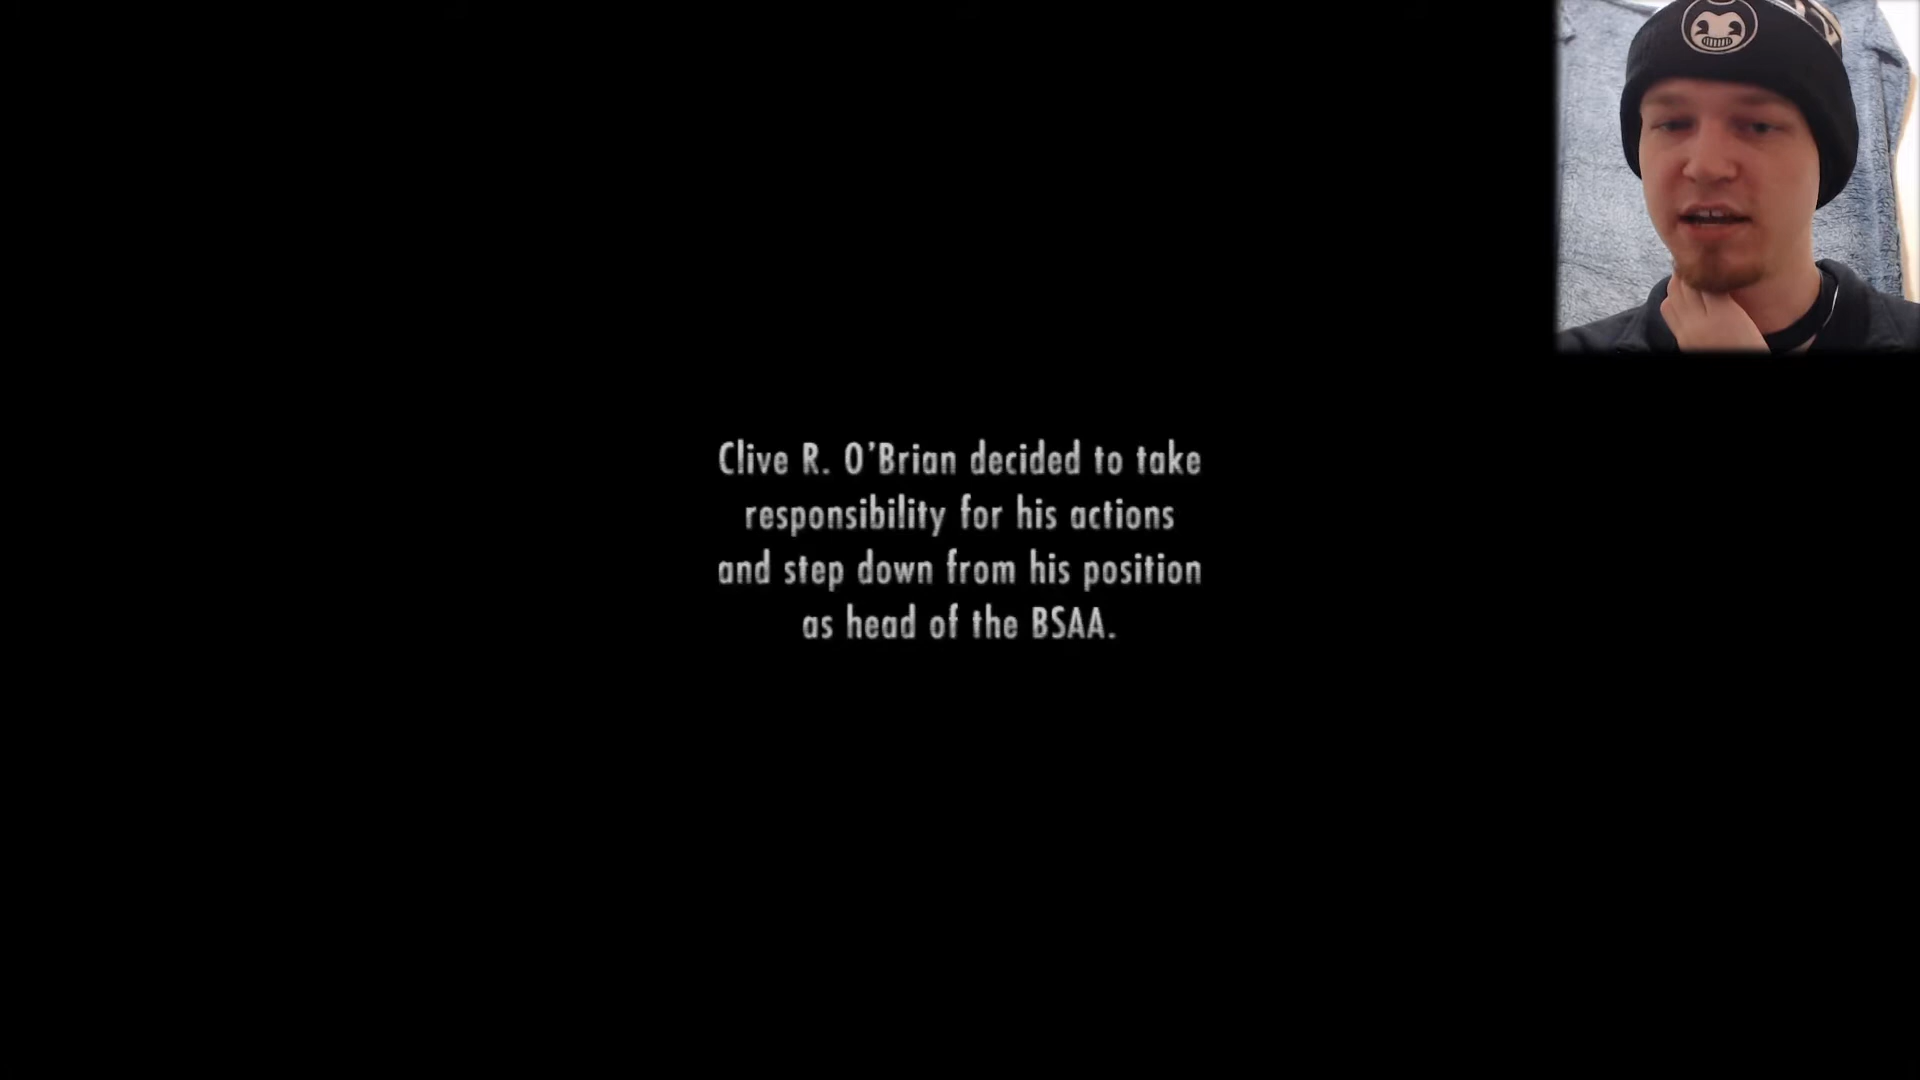 Clive R. O'Brian decided to take
responsibility for his actions
and step down from his position
as head of the BSAA.